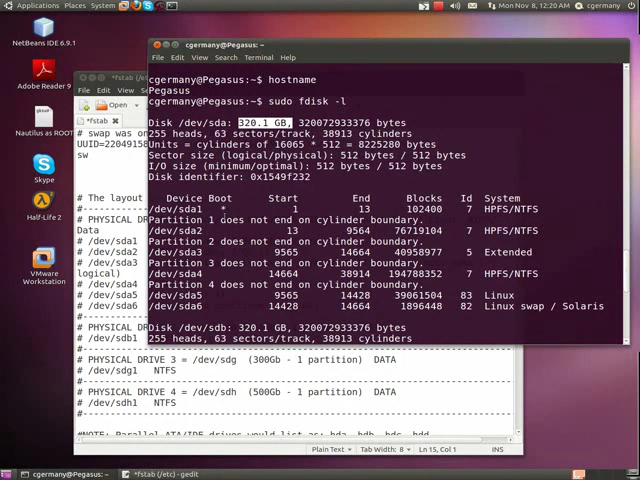 Applications Places System Mon Nov 8, 12:20 AM cgermany
NetBeans IDE 6.9.1
Adobe Reader 9
Nautilus as ROOT
Skype
Half-Life 2
VMware
Workstation
*fstab (/etc)
File Edit View
Open
*fstab
# swap was on
UUID=22049158
sw
# The layout
# PHYSICAL DRIV
Data
# /dev/sda1
# /dev/sda2
# /dev/sda3
logical)
# /dev/sda4
# /dev/sda5
# /dev/sda6
# PHYSICAL DRIV
# /dev/sdb1
# PHYSICAL DRIVE 3 = /dev/sdg (300Gb - 1 partition) DATA
# /dev/sdg1 NTFS
# PHYSICAL DRIVE 4 = /dev/sdh (500Gb - 1 partition) DATA
# /dev/sdh1 NTFS
#NOTE: Parallel ATA/IDE drives would list as: hda, hdb, hdc, hdd
Plain Text Tab Width: 8 Ln 15, Col 1 INS
cgermany@Pegasus: ~
File Edit View Search Terminal Help
cgermany@Pegasus:~$ hostname
Pegasus
cgermany@Pegasus:~$ sudo fdisk -l
Disk /dev/sda: 320.1 GB, 320072933376 bytes
255 heads, 63 sectors/track, 38913 cylinders
Units = cylinders of 16065 * 512 = 8225280 bytes
Sector size (logical/physical): 512 bytes / 512 bytes
I/O size (minimum/optimal): 512 bytes / 512 bytes
Disk identifier: 0x1549f232
Device Boot Start End Blocks Id System
/dev/sda1 * 1 13 102400 7 HPFS/NTFS
Partition 1 does not end on cylinder boundary.
/dev/sda2 13 9564 76719104 7 HPFS/NTFS
Partition 2 does not end on cylinder boundary.
/dev/sda3 9565 14664 40958977 5 Extended
Partition 3 does not end on cylinder boundary.
/dev/sda4 14664 38914 194788352 7 HPFS/NTFS
Partition 4 does not end on cylinder boundary.
/dev/sda5 9565 14428 39061504 83 Linux
/dev/sda6 14428 14664 1896448 82 Linux swap / Solaris
Disk /dev/sdb: 320.1 GB, 320072933376 bytes
255 heads, 63 sectors/track, 38913 cylinders
cgermany@Pegasus: ~ *fstab (/etc) - gedit